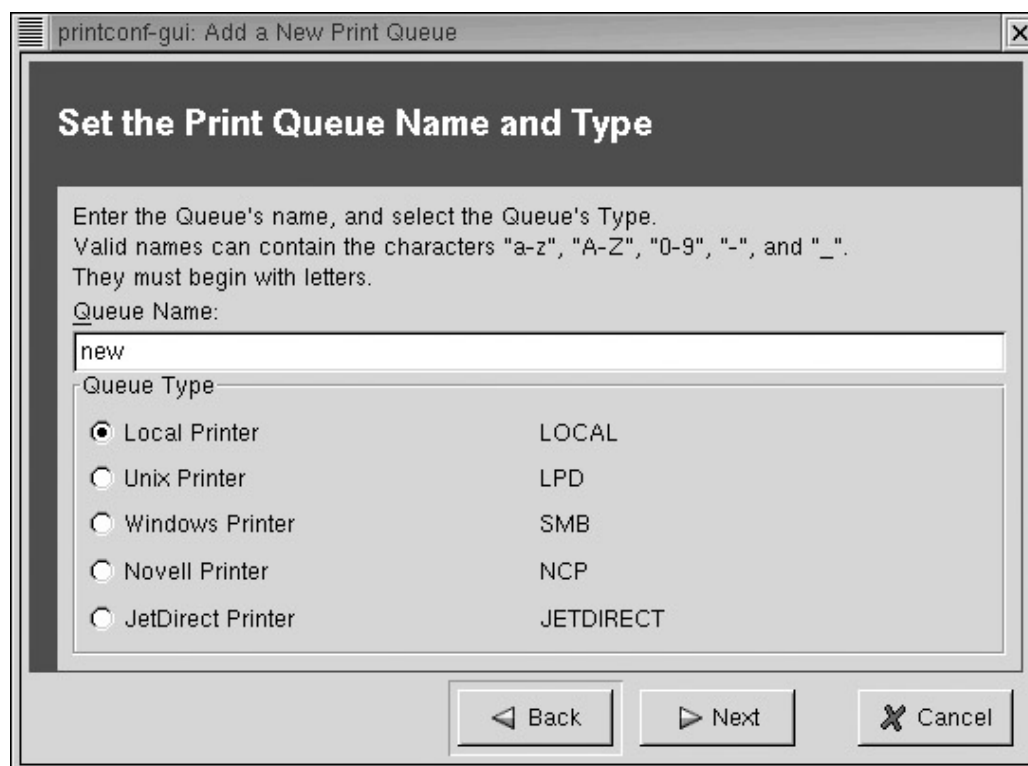 printconf-gui: Add a New Print Queue
Set the Print Queue Name and Type
Enter the Queue's name, and select the Queue's Type.
Valid names can contain the characters "a-z", "A-Z", "0-9", "-", and "_".
They must begin with letters.
Queue Name:
new
Queue Type
Local Printer LOCAL
Unix Printer LPD
Windows Printer SMB
Novell Printer NCP
JetDirect Printer JETDIRECT
Back Next Cancel